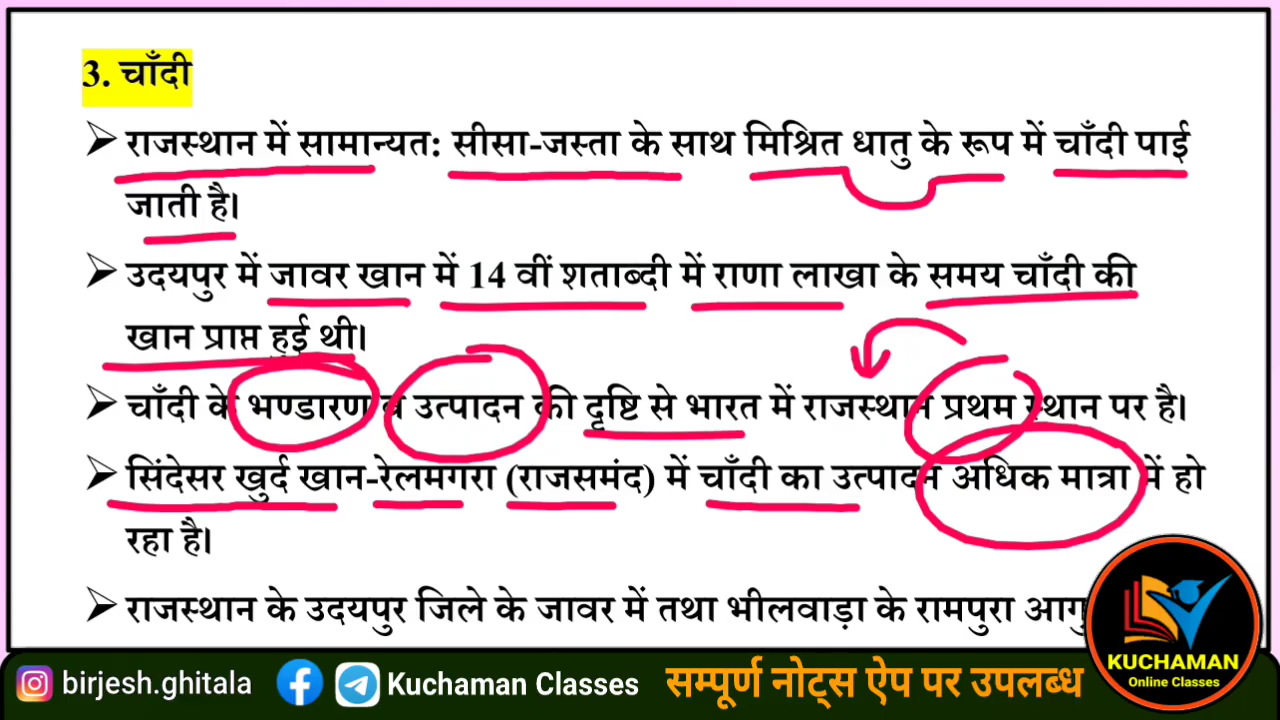 3. चाँदी
➢ राजस्थान में सामान्यत: सीसा-जस्ता के साथ मिश्रित धातु के रूप में चाँदी पाई
जाती है।
➢ उदयपुर में जावर खान में 14 वीं शताब्दी में राणा लाखा के समय चाँदी की
खान प्राप्त हुई थी।
➢ चाँदी के भण्डारण व उत्पादन की दृष्टि से भारत में राजस्थान प्रथम स्थान पर है।
➢ सिंदेसर खुर्द खान-रेलमगरा (राजसमंद) में चाँदी का उत्पादन अधिक मात्रा में हो
रहा है।
➢ राजस्थान के उदयपुर जिले के जावर में तथा भीलवाड़ा के रामपुरा
KUCHAMAN
Online Classes
birjesh.ghitala Kuchaman Classes सम्पूर्ण नोट्स ऐप पर उपलब्ध